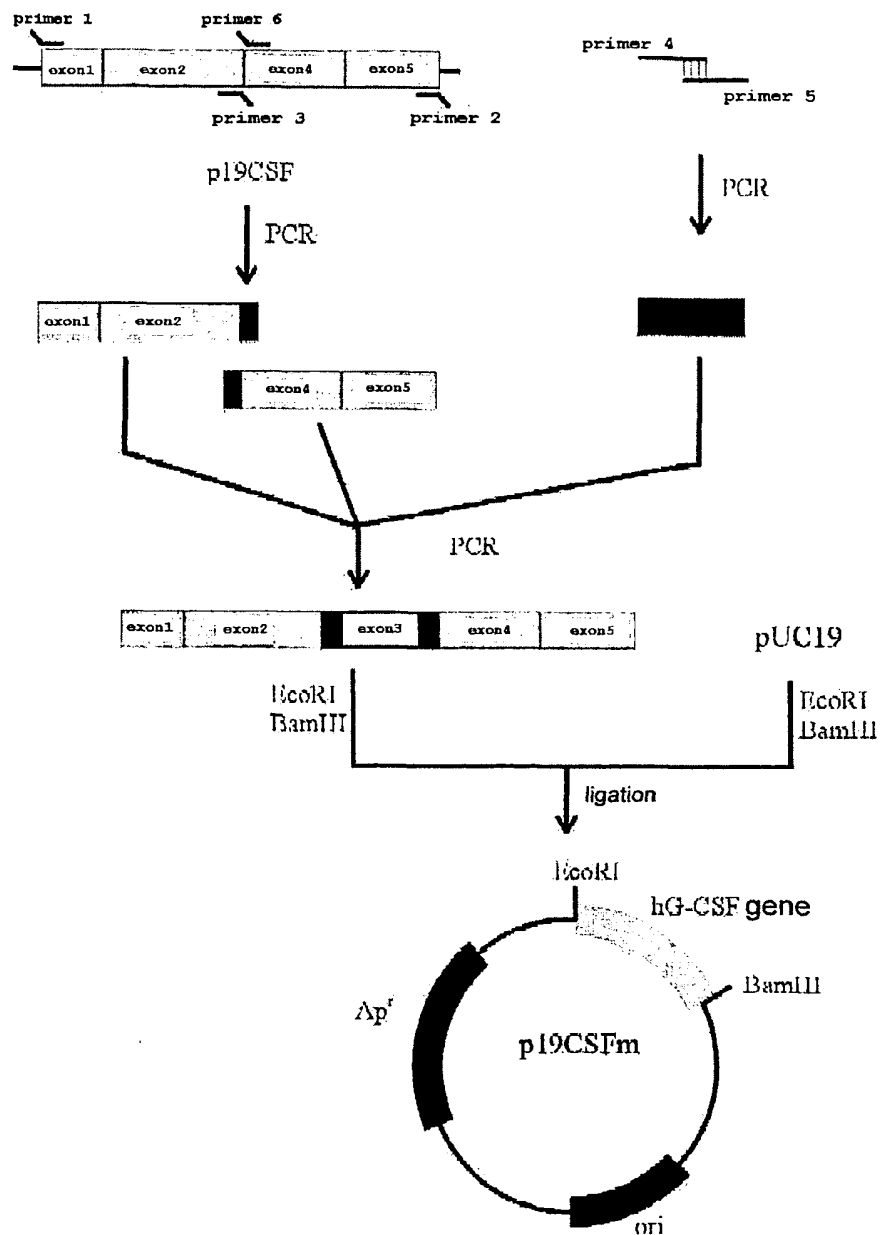 primer 1
primer 6
primer 4
exon1
exon2
exon4
exon5
primer 5
primer 3
primer 2
p19CSF
PCR
PCR
exon1
exon2
exon4
exon5
PCR
exon1
exon2
exon3
exon4
exon5
pUC19
EcoRI
BamHI
EcoRI
BamHI
ligation
EcoRI
hG-CSF gene
BamHI
Apr
p19CSFm
ori